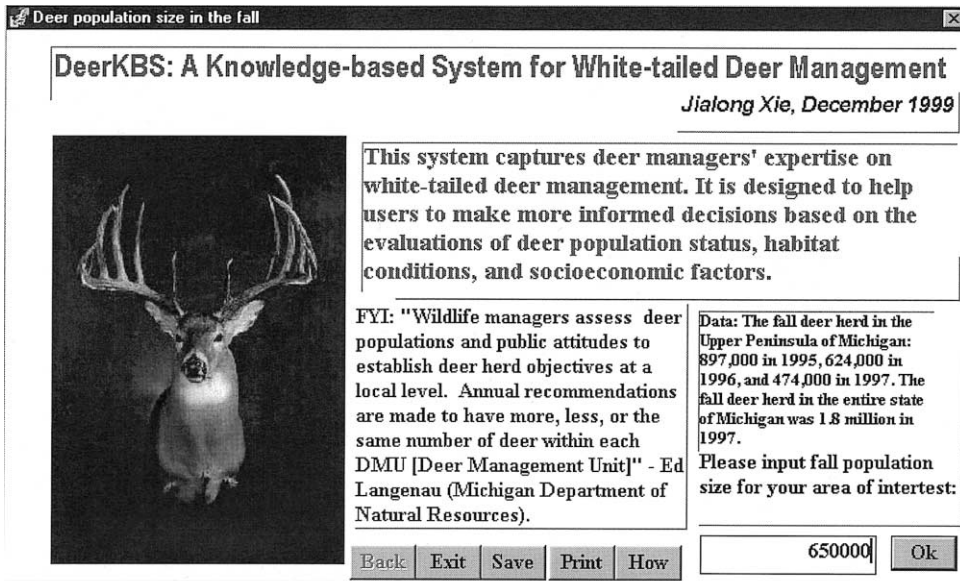 Deer population size in the fall
DeerKBS: A Knowledge-based System for White-tailed Deer Management
Jialong Xie, December 1999
This system captures deer managers' expertise on
white-tailed deer management. It is designed to help
users to make more informed decisions based on the
evaluations of deer population status, habitat
conditions, and socioeconomic factors.
FYI: "Wildlife managers assess deer
populations and public attitudes to
establish deer herd objectives at a
local level. Annual recommendations
are made to have more, less, or the
same number of deer within each
DMU [Deer Management Unit]" - Ed
Langenau (Michigan Department of
Natural Resources).
Data: The fall deer herd in the
Upper Peninsula of Michigan:
897,000 in 1995, 624,000 in
1996, and 474,000 in 1997. The
fall deer herd in the entire state
of Michigan was 1.8 million in
1997.
Please input fall population
size for your area of intertest:
650000 Ok
Back Exit Save Print How